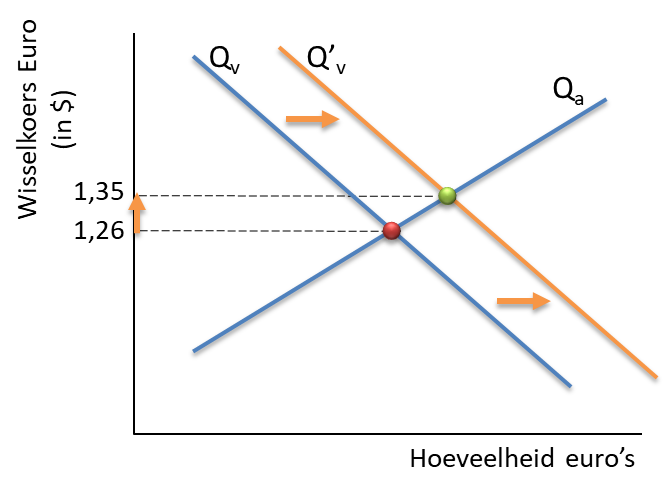 Wisselkoers Euro
(in $)
Qv
Q’v
Qa
1,35
1,26
Hoeveelheid euro’s